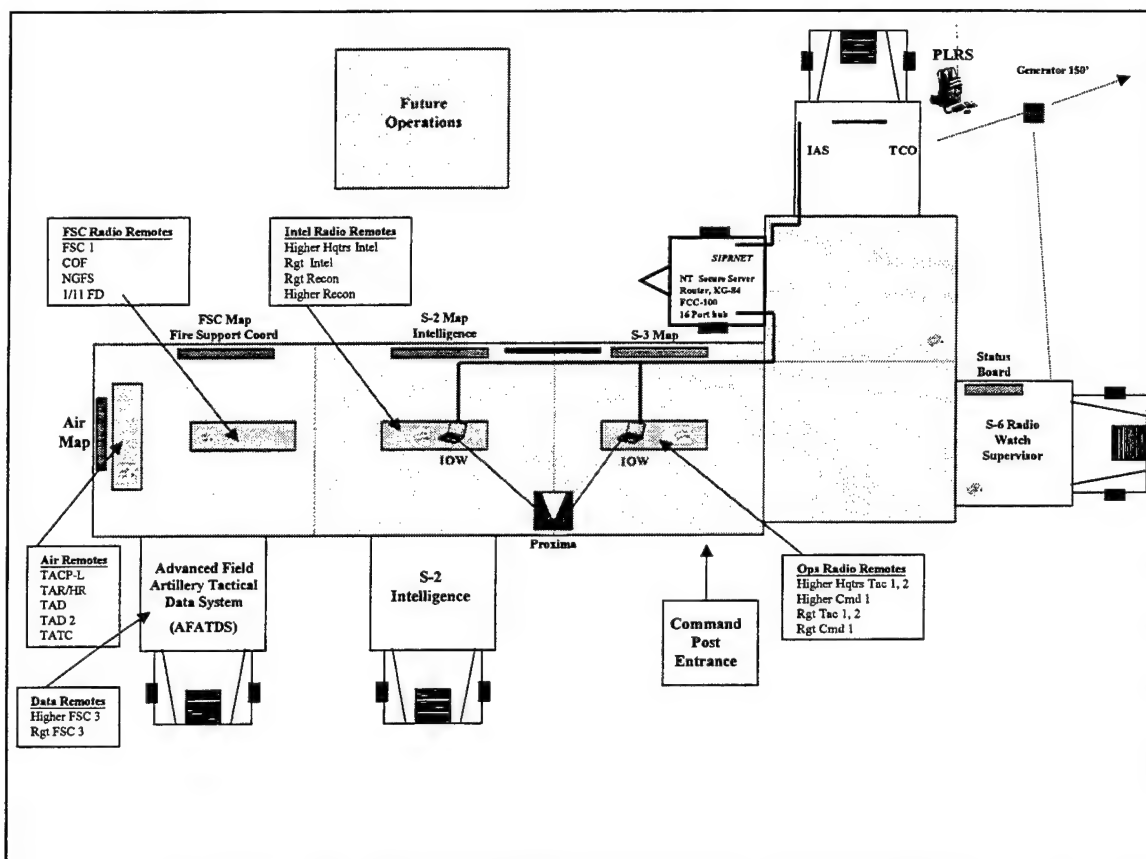 PLRS
Generator 150'
Future
Operations
IAS
TCO
FSC Radio Remotes
FSC 1
COF
NGFS
1/11 FD
Intel Radio Remotes
Higher Hqtrs Intel
Rgt Intel
Rgt Recon
Higher Recon
SIPRNET
NT Secure Server
Router, KG-84
FCC-100
16 Port hub
FSC Map
Fire Support Coord
S-2 Map
Intelligence
S-3 Map
Status
Board
Air
Map
S-6 Radio
Watch
Supervisor
IOW
IOW
Proxima
Air Remotes
TACP-L
TAR/HR
TAD
TAD 2
TATC
Advanced Field
Artillery Tactical
Data System
(AFATDS)
S-2
Intelligence
Ops Radio Remotes
Higher Hqtrs Tac 1, 2
Higher Cmd 1
Rgt Tac 1, 2
Rgt Cmd 1
Command
Post
Entrance
Data Remotes
Higher FSC 3
Rgt FSC 3